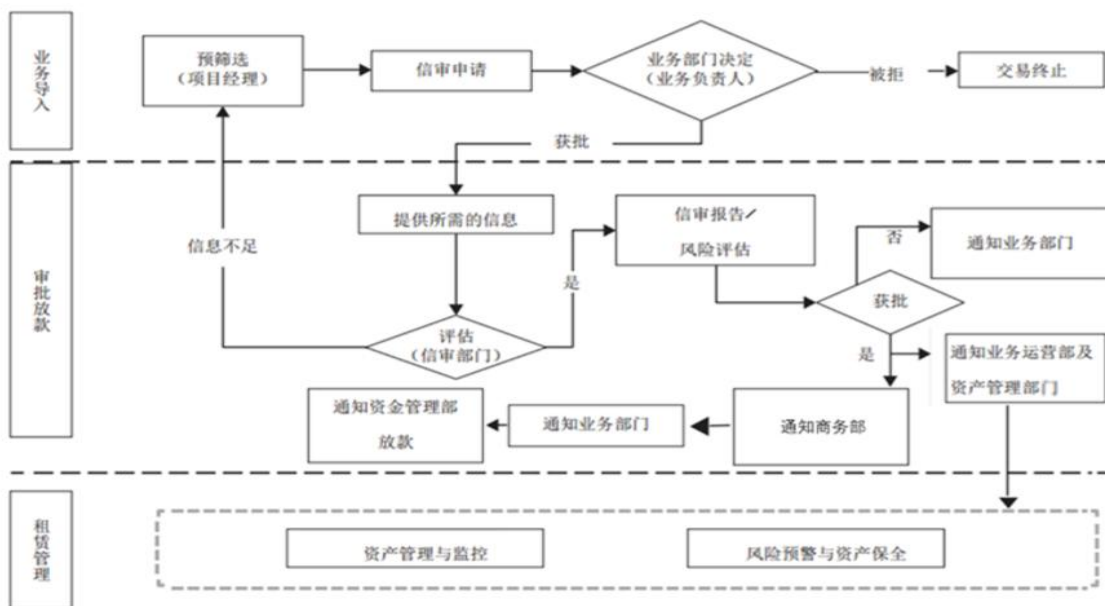 业务导入
预筛选
（项目经理）
信审申请
业务部门决定
（业务负责人）
被拒
交易终止
获批
审批放款
提供所需的信息
信审报告/
风险评估
否
通知业务部门
信息不足
是
获批
评估
（信审部门）
是
通知业务运营部及
资产管理部门
通知资金管理部
放款
通知业务部门
通知商务部
租赁管理
资产管理与监控
风险预警与资产保全